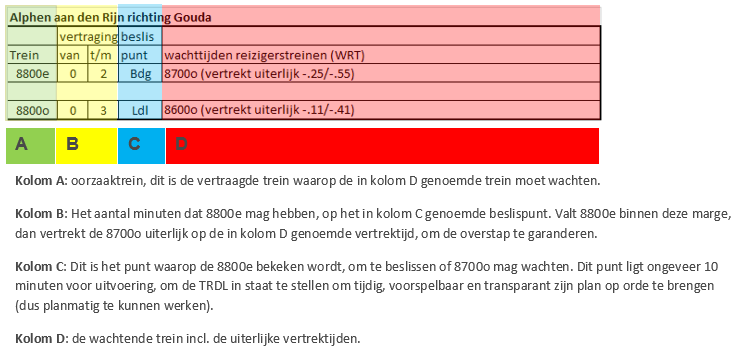 Alphen aan den Rijn richting Gouda
vertraging beslis
Trein van t/m punt wachttijden reizigerstreinen (WRT)
8800e 0 2 Bdg 8700o (vertrekt uiterlijk -.25/-.55)
8800o 0 3 Ldl 8600o (vertrekt uiterlijk -.11/-.41)
A B C D
Kolom A: oorzaaktrein, dit is de vertraagde trein waarop de in kolom D genoemde trein moet wachten.
Kolom B: Het aantal minuten dat 8800e mag hebben, op het in kolom C genoemde beslispunt. Valt 8800e binnen deze marge,
dan vertrekt de 8700o uiterlijk op de in kolom D genoemde vertrektijd, om de overstap te garanderen.
Kolom C: Dit is het punt waarop de 8800e bekeken wordt, om te beslissen of 8700o mag wachten. Dit punt ligt ongeveer 10
minuten voor uitvoering, om de TRDL in staat te stellen om tijdig, voorspelbaar en transparant zijn plan op orde te brengen
(dus planmatig te kunnen werken).
Kolom D: de wachtende trein incl. de uiterlijke vertrektijden.